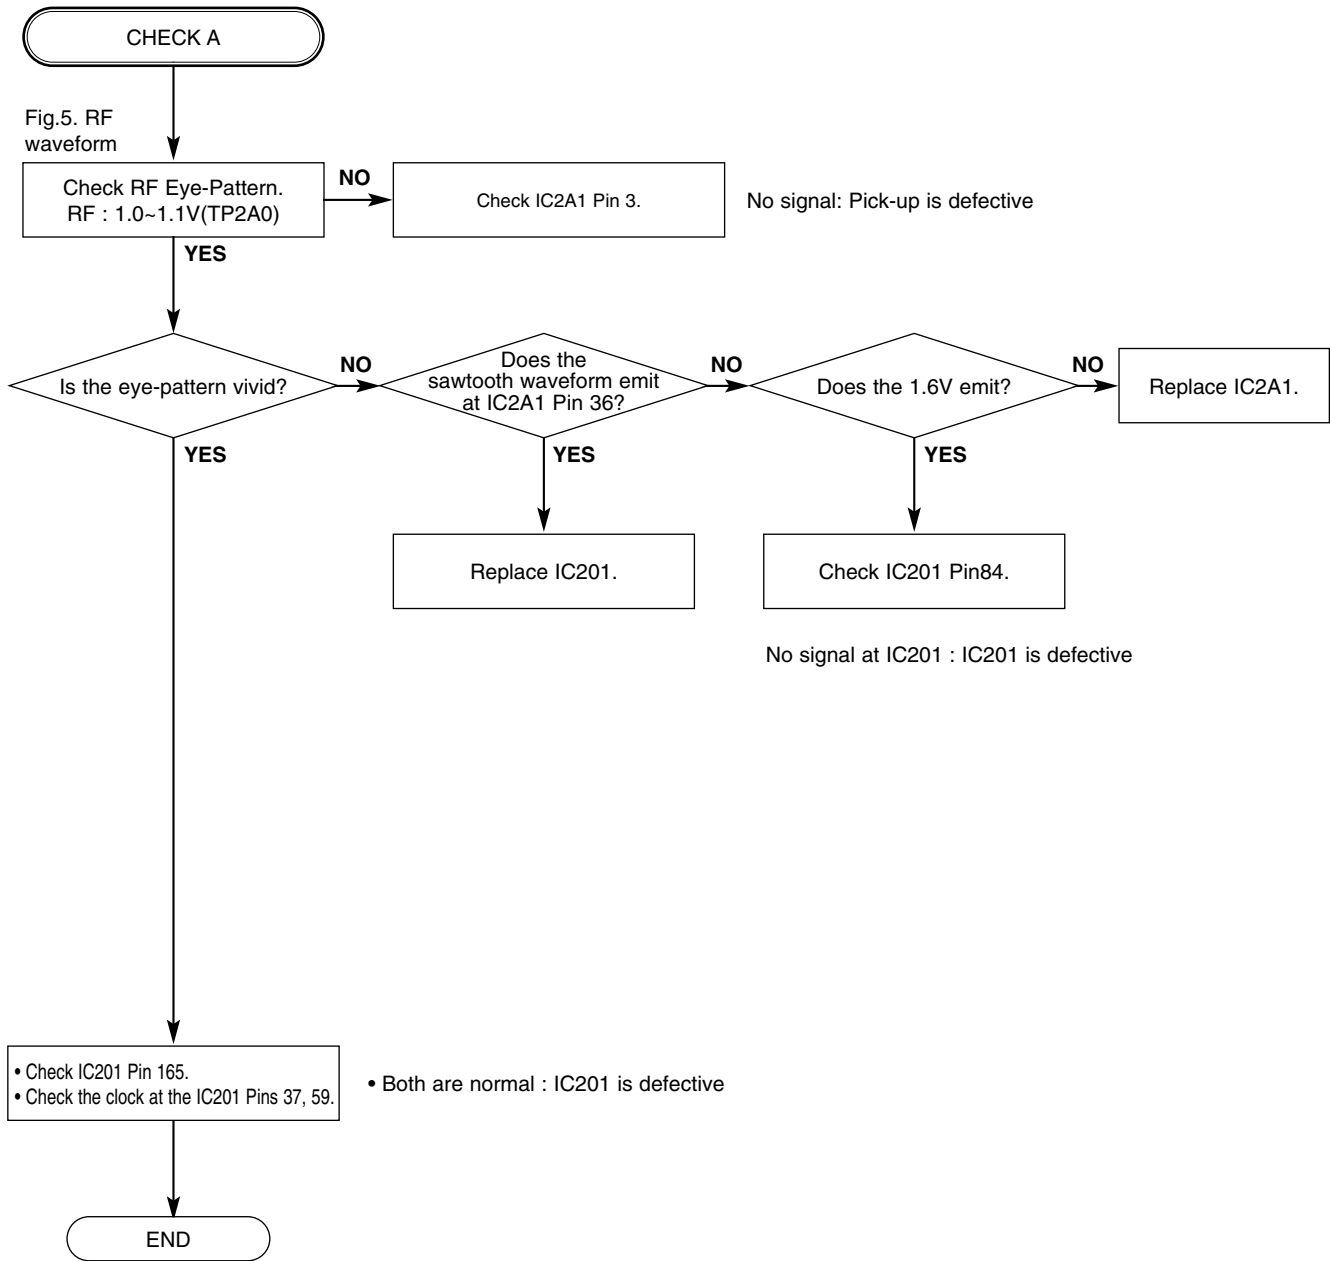 CHECK A
Fig.5. RF
waveform
Check RF Eye-Pattern.
RF : 1.0~1.1V(TP2A0)
NO
Check IC2A1 Pin 3.
No signal: Pick-up is defective
YES
Is the eye-pattern vivid?
NO
Does the
sawtooth waveform emit
at IC2A1 Pin 36?
NO
Does the 1.6V emit?
NO
Replace IC2A1.
YES
YES
YES
Replace IC201.
Check IC201 Pin84.
No signal at IC201 : IC201 is defective
• Check IC201 Pin 165.
• Check the clock at the IC201 Pins 37, 59.
• Both are normal : IC201 is defective
END